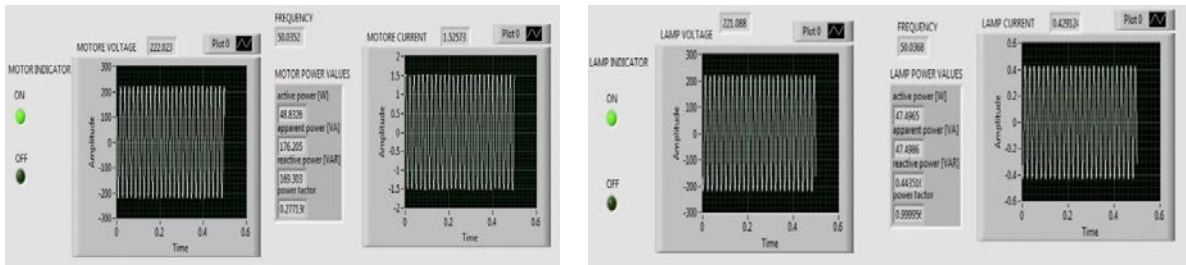 FREQUENCY
50.0352
MOTORE VOLTAGE 222.023 Plot 0
MOTORE CURRENT 1.52573 Plot 0
MOTOR INDICATOR
ON
OFF
300
200
100
0
-100
-200
-300
Amplitude
0 0.2 0.4 0.6
Time
MOTOR POWER VALUES
active power [W]
48.8326
apparent power [VA]
176.205
reactive power [VAR]
169.303
power factor
0.277136
2
1.5
1
0.5
0
-0.5
-1
-1.5
-2
Amplitude
0 0.2 0.4 0.6
Time
LAMP VOLTAGE 221.088 Plot 0
FREQUENCY
50.0368
LAMP CURRENT 0.429124 Plot 0
LAMP INDICATOR
ON
OFF
300
200
100
0
-100
-200
-300
Amplitude
0 0.2 0.4 0.6
Time
LAMP POWER VALUES
active power [W]
47.4965
apparent power [VA]
47.4986
reactive power [VAR]
power factor
0.6
0.4
0.2
0
-0.2
-0.4
-0.6
Amplitude
0 0.2 0.4 0.6
Time